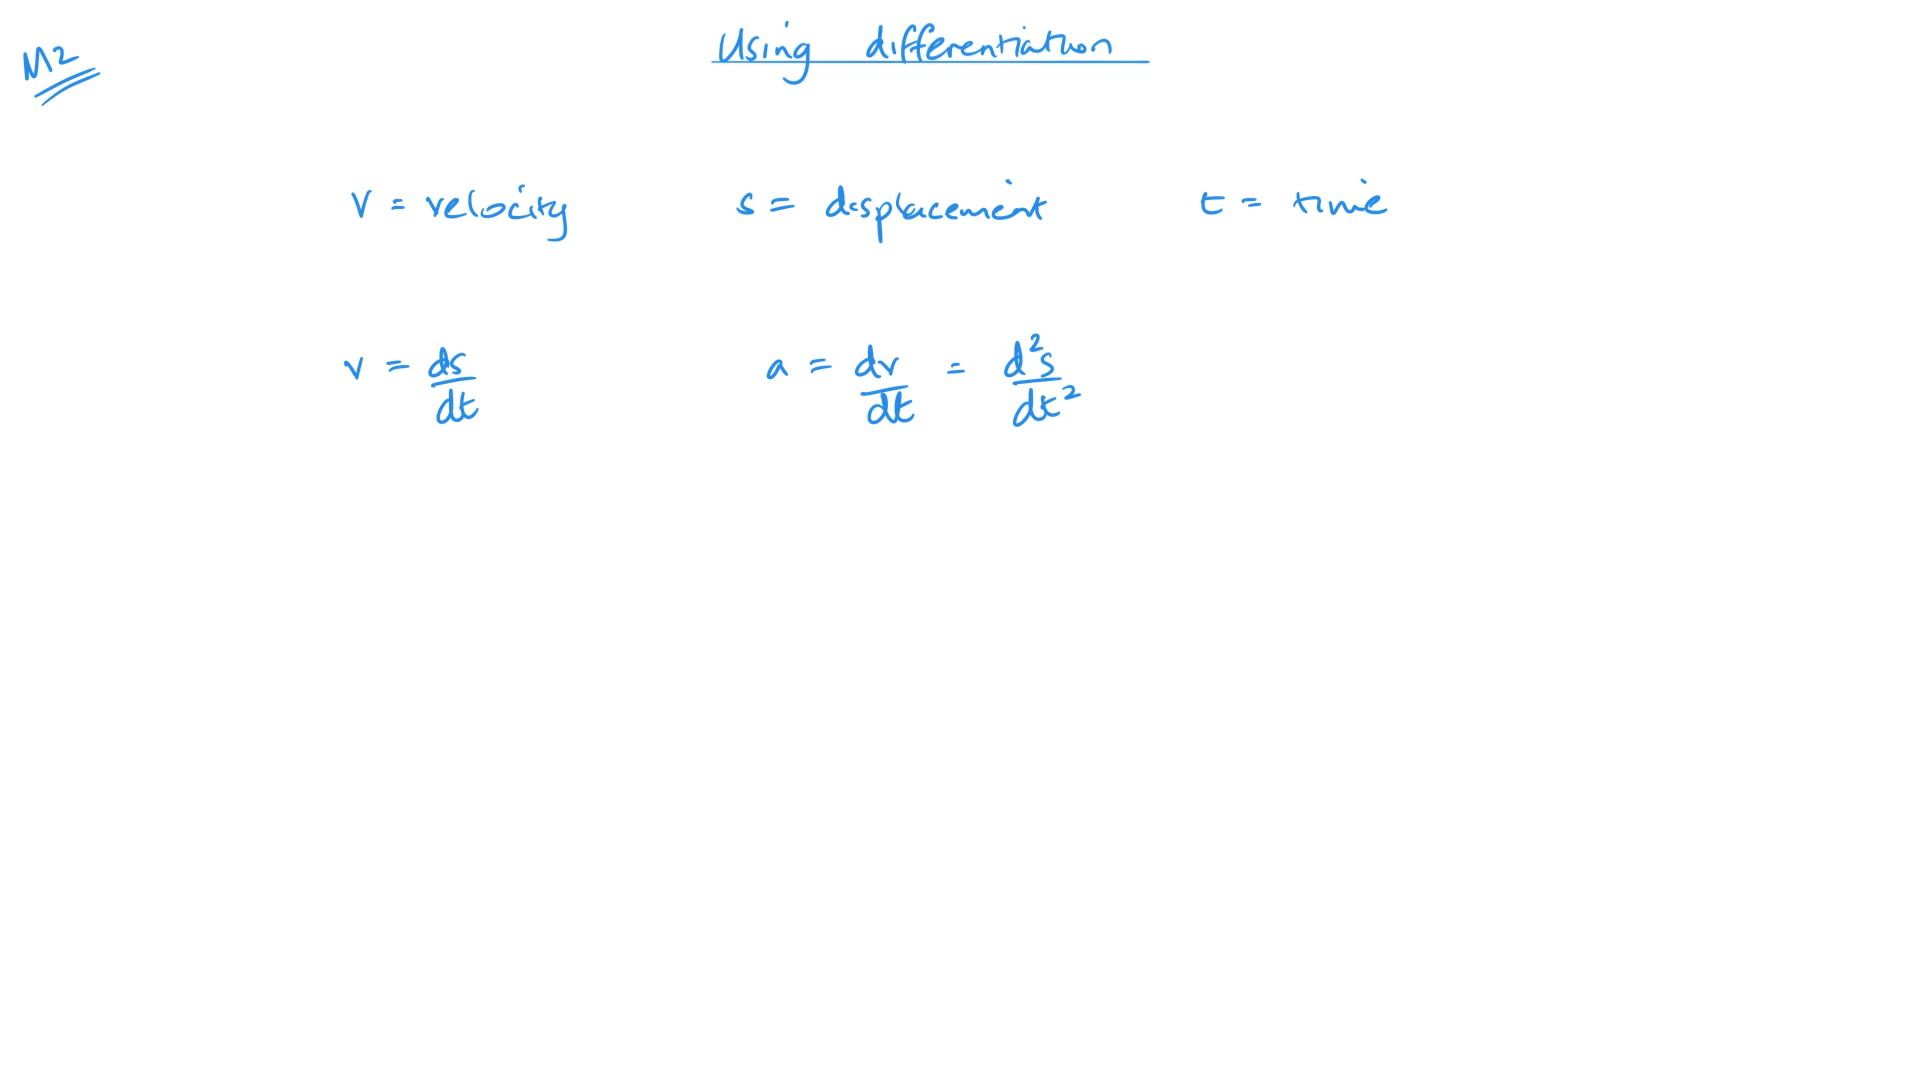 M2
Using differentiation
v = velocity s = displacement t = time
v = ds/dt a = dv/dt = d²s/dt²